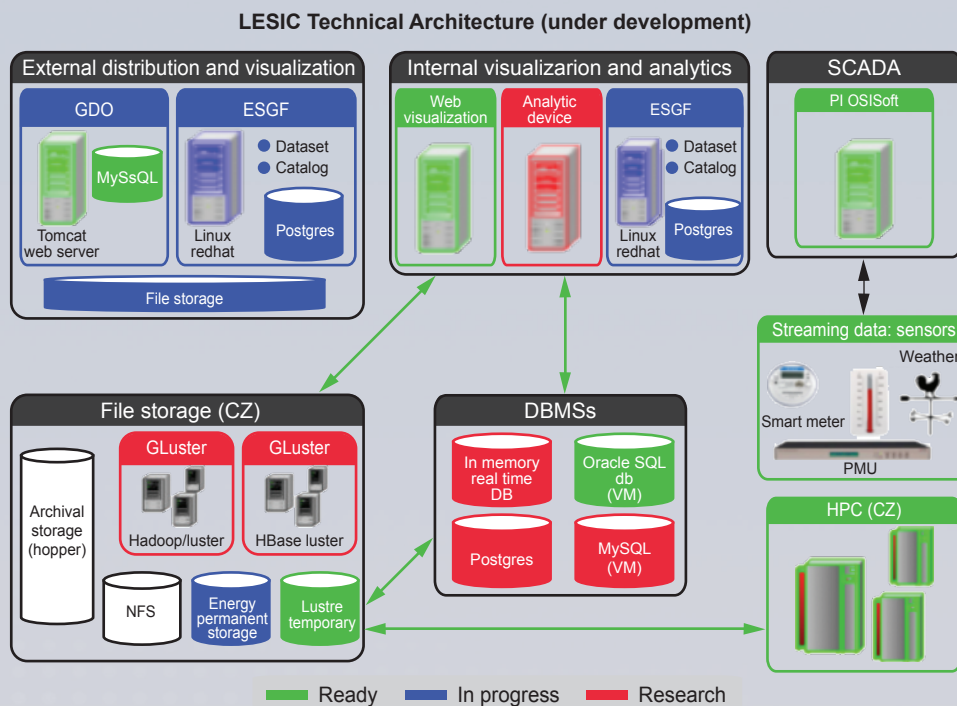 LESIC Technical Architecture (under development)
External distribution and visualization
GDO
MySsQL
Tomcat
web server
ESGF
Dataset
Catalog
Linux
redhat
Postgres
File storage
Internal visualizarion and analytics
Web
visualization
Analytic
device
ESGF
Dataset
Catalog
Linux
redhat
Postgres
SCADA
PI OSISoft
Streaming data: sensors
Weather
Smart meter
PMU
File storage (CZ)
Archival
storage
(hopper)
GLuster
Hadoop/luster
GLuster
HBase luster
NFS
Energy
permanent
storage
Lustre
temporary
DBMSs
In memory
real time
DB
Oracle SQL
db
(VM)
Postgres
MySQL
(VM)
HPC (CZ)
Ready
In progress
Research